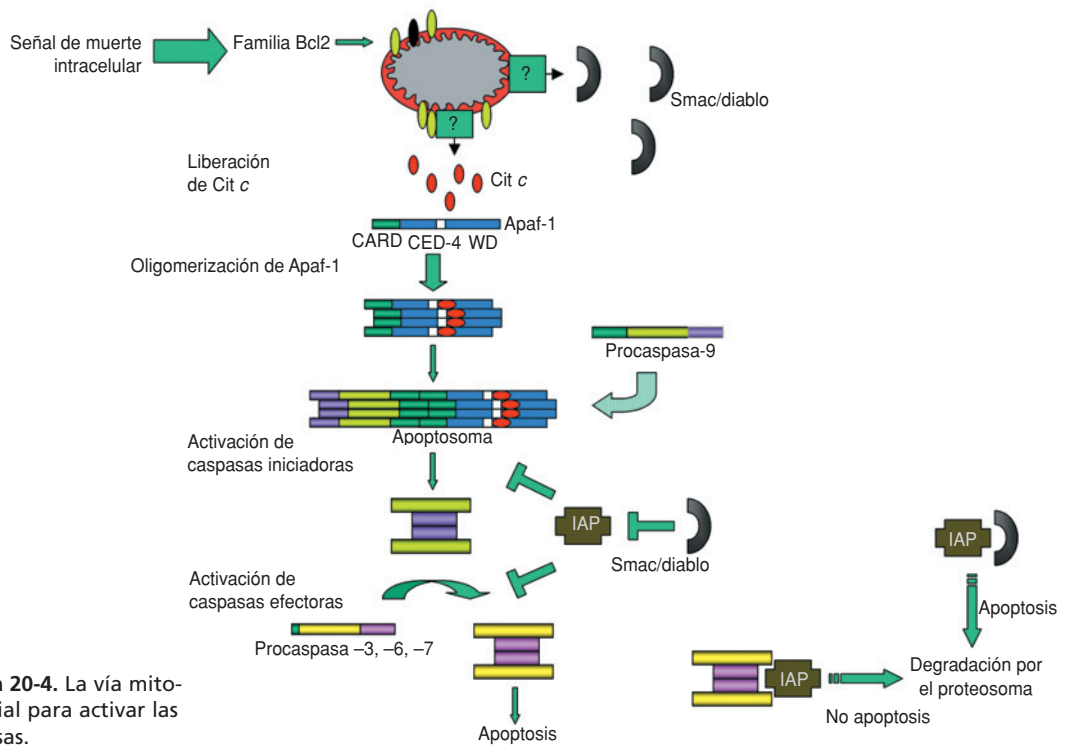 Señal de muerte
intracelular
Familia Bcl2
?
?
Smac/diablo
Liberación
de Cit c
Cit c
Apaf-1
CARD CED-4 WD
Oligomerización de Apaf-1
Procaspasa-9
Apoptosoma
Activación de
caspasas iniciadoras
IAP
Smac/diablo
IAP
Activación de
caspasas efectoras
Apoptosis
Procaspasa –3, –6, –7
IAP
Degradación por
el proteosoma
No apoptosis
Apoptosis
20-4. La vía mito-
ial para activar las
sas.